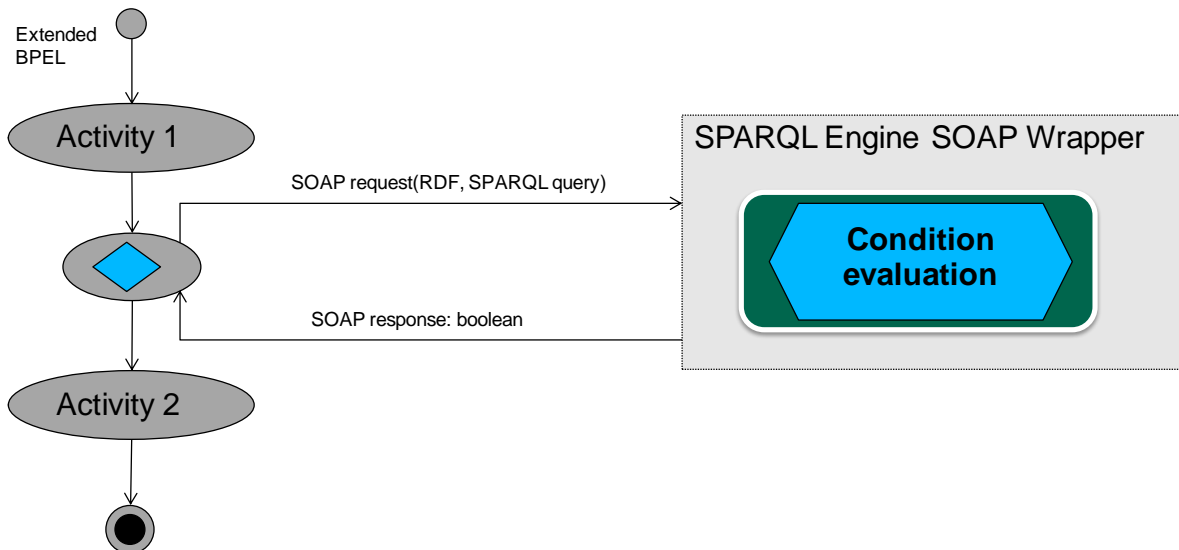 Extended
BPEL
Activity 1
SPARQL Engine SOAP Wrapper
SOAP request(RDF, SPARQL query)
Condition
evaluation
SOAP response: boolean
Activity 2